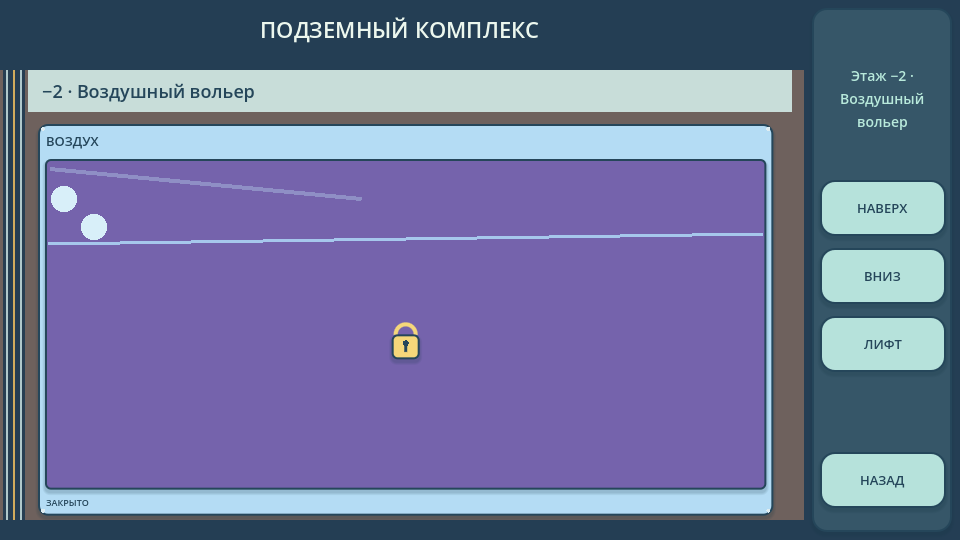 ПОДЗЕМНЫЙ КОМПЛЕКС
−2 · Воздушный вольер
ВОЗДУХ
ЗАКРЫТО
Этаж −2 ·
Воздушный
вольер
НАВЕРХ
ВНИЗ
ЛИФТ
НАЗАД